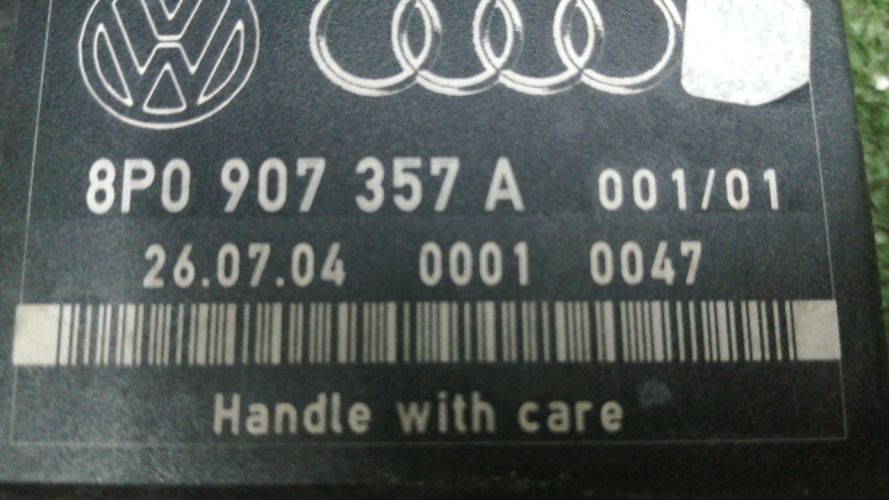 8P0 907 357 A 001/01
26.07.04 0001 0047
Handle with care